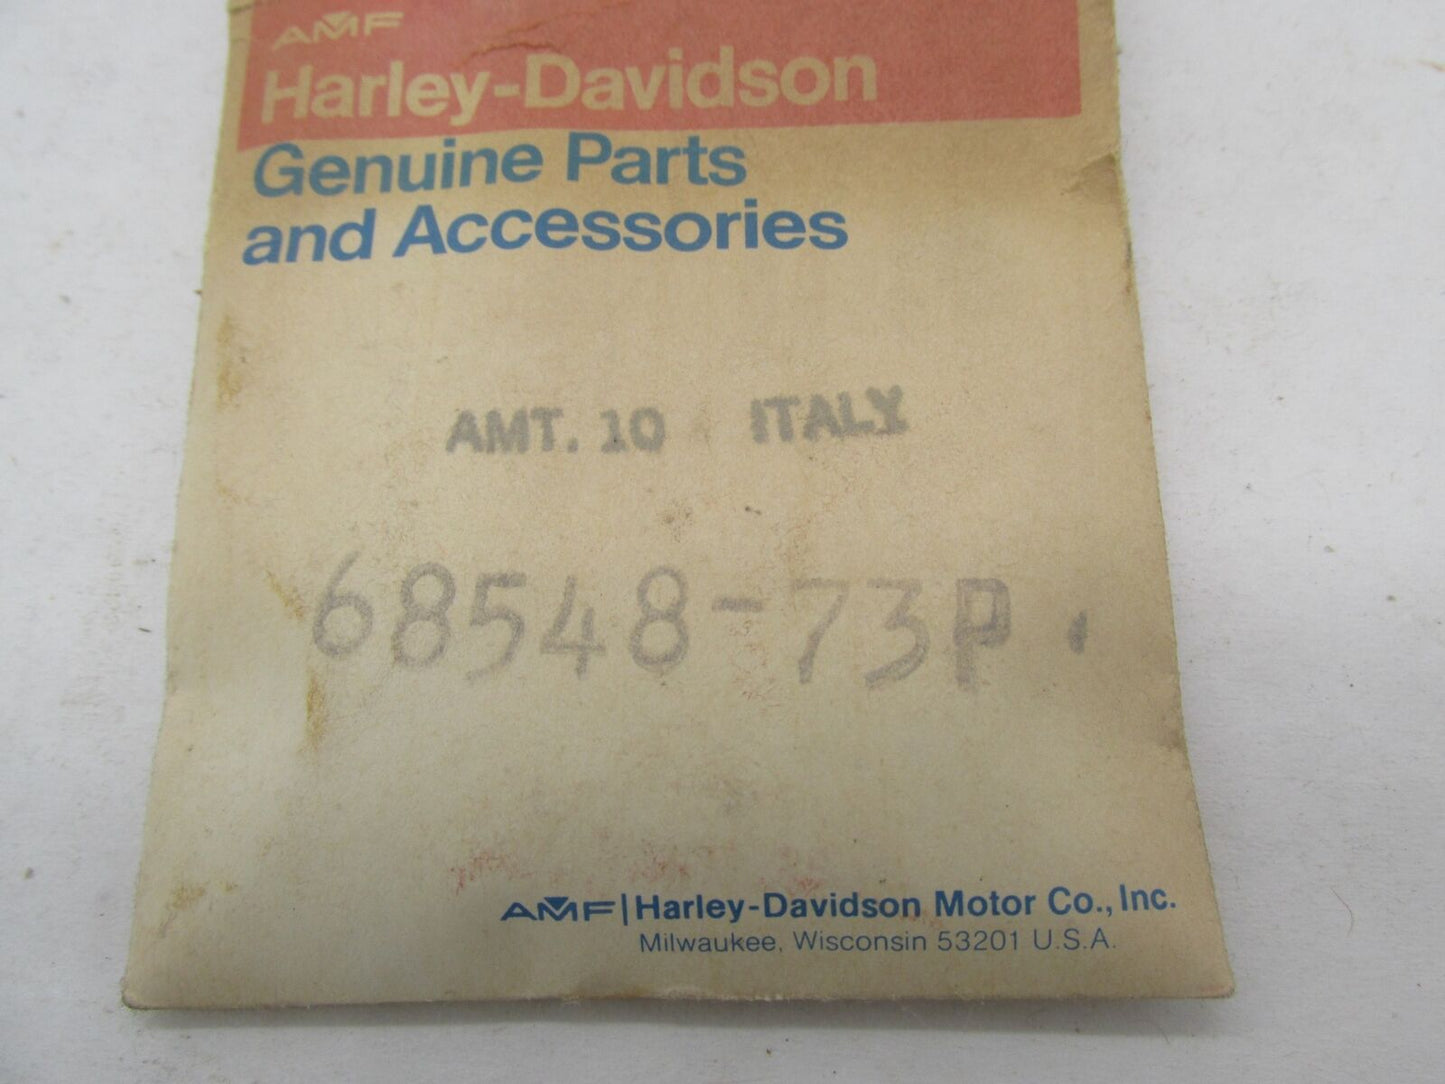 AMF
Harley-Davidson
Genuine Parts
and Accessories
AMT. 10 ITALY
68548-73P
AMF | Harley-Davidson Motor Co., Inc.
Milwaukee, Wisconsin 53201 U.S.A.